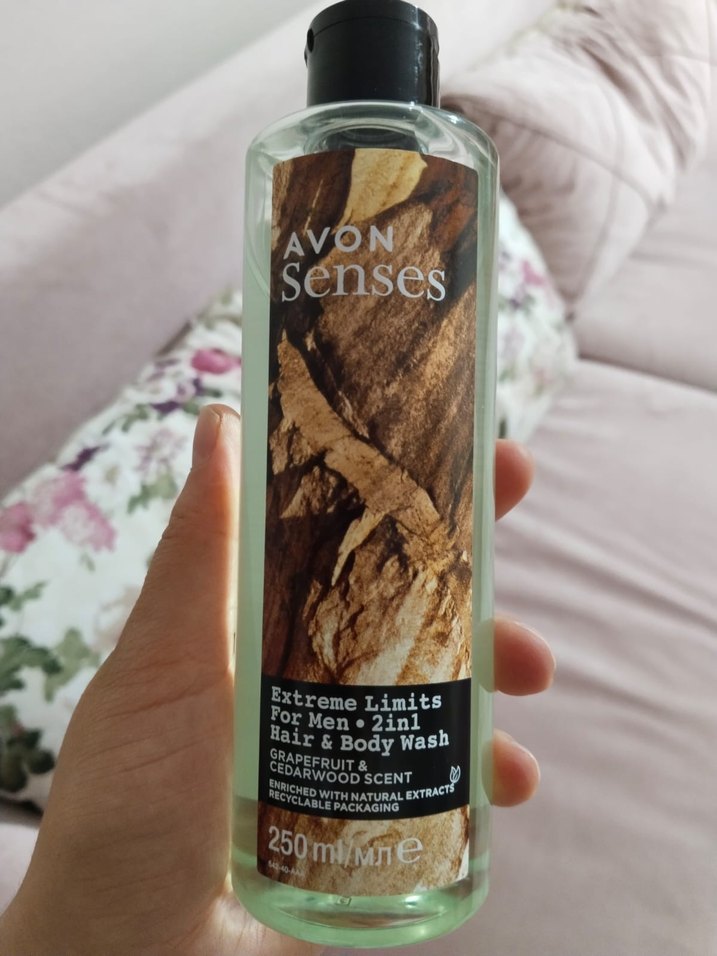 AVON
senses
Extreme Limits
For Men • 2in1
Hair & Body Wash
GRAPEFRUIT &
CEDARWOOD SCENT
ENRICHED WITH NATURAL EXTRACTS
RECYCLABLE PACKAGING
250 ml/мл e